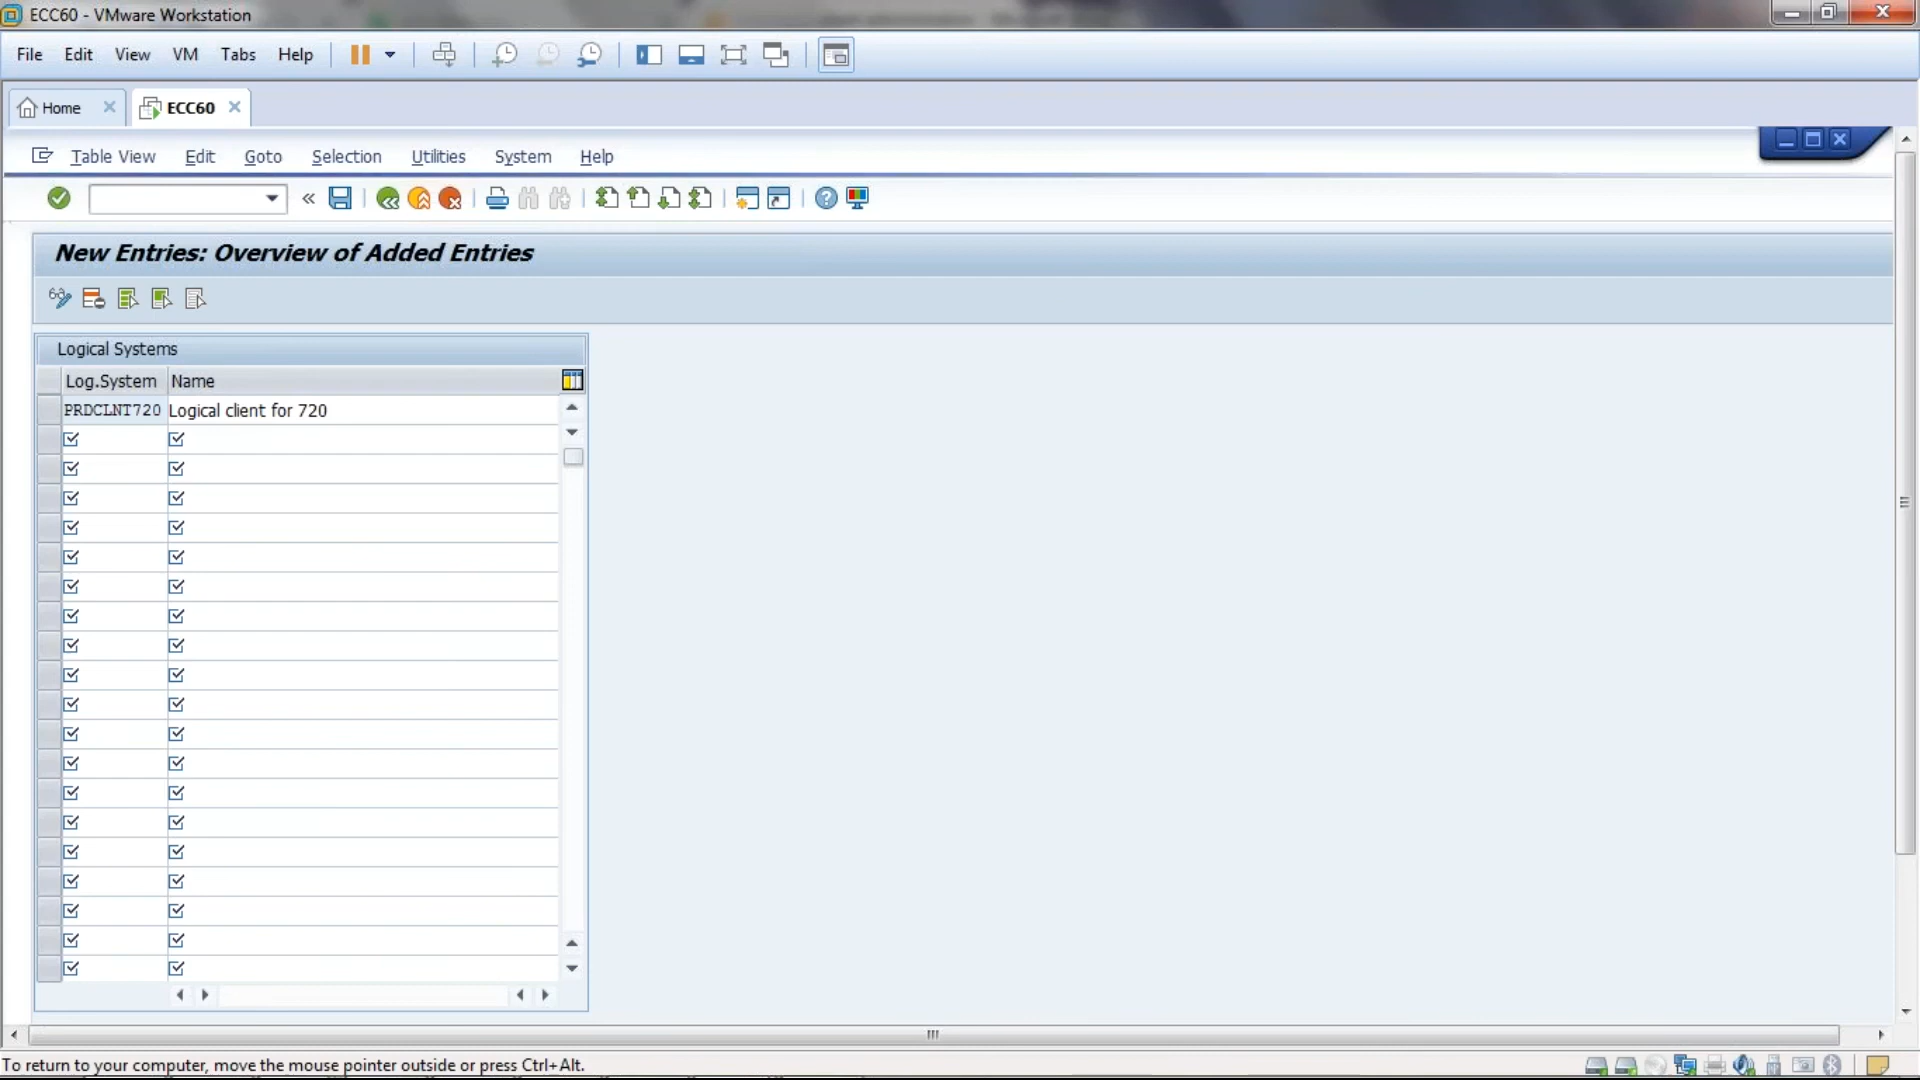 ECC60 - VMware Workstation
File Edit View VM Tabs Help
Home ECC60
Table View Edit Goto Selection Utilities System Help
New Entries: Overview of Added Entries
Logical Systems
Log.System Name
PRDCLNT720 Logical client for 720
To return to your computer, move the mouse pointer outside or press Ctrl+Alt.